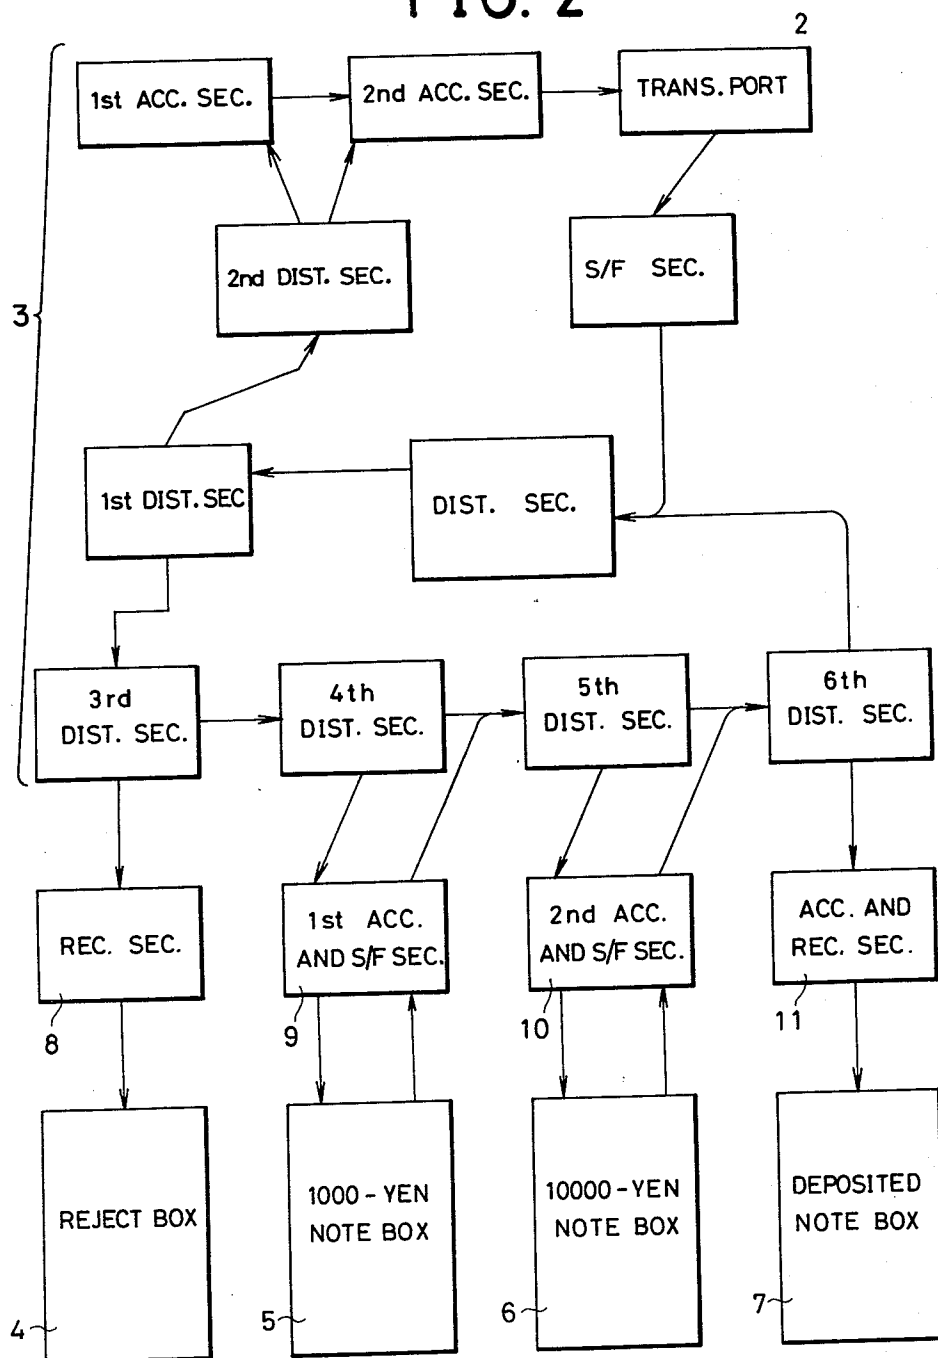 FIG. 2
2
1st ACC. SEC.
2nd ACC. SEC.
TRANS. PORT
2nd DIST. SEC.
S/F SEC.
3
1st DIST. SEC
DIST. SEC.
3rd
DIST. SEC.
4th
DIST. SEC.
5th
DIST. SEC.
6th
DIST. SEC.
REC. SEC.
1st ACC.
AND S/F SEC.
2nd ACC.
AND S/F SEC.
ACC. AND
REC. SEC.
8
9
10
11
REJECT BOX
1000-YEN
NOTE BOX
10000-YEN
NOTE BOX
DEPOSITED
NOTE BOX
4
5
6
7